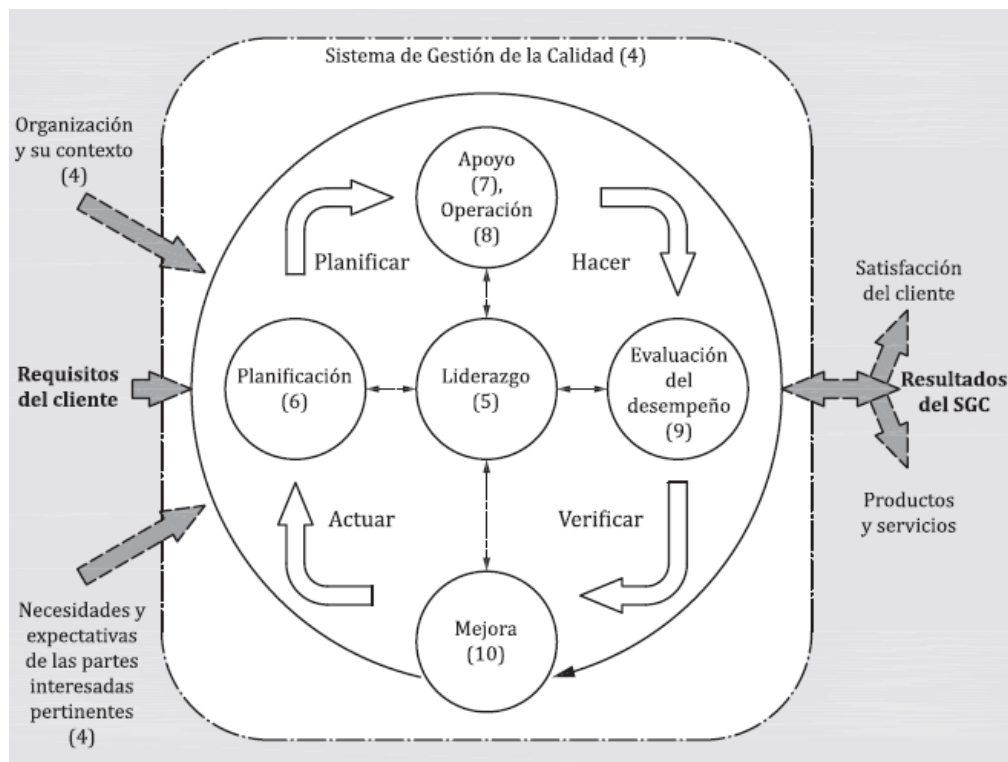 Sistema de Gestión de la Calidad (4)
Organización
y su contexto
(4)
Apoyo
(7),
Operación
(8)
Planificar
Hacer
Satisfacción
del cliente
Requisitos
del cliente
Planificación
(6)
Liderazgo
(5)
Evaluación
del
desempeño
(9)
Resultados
del SGC
Actuar
Verificar
Productos
y servicios
Necesidades y
expectativas
de las partes
interesadas
pertinentes
(4)
Mejora
(10)